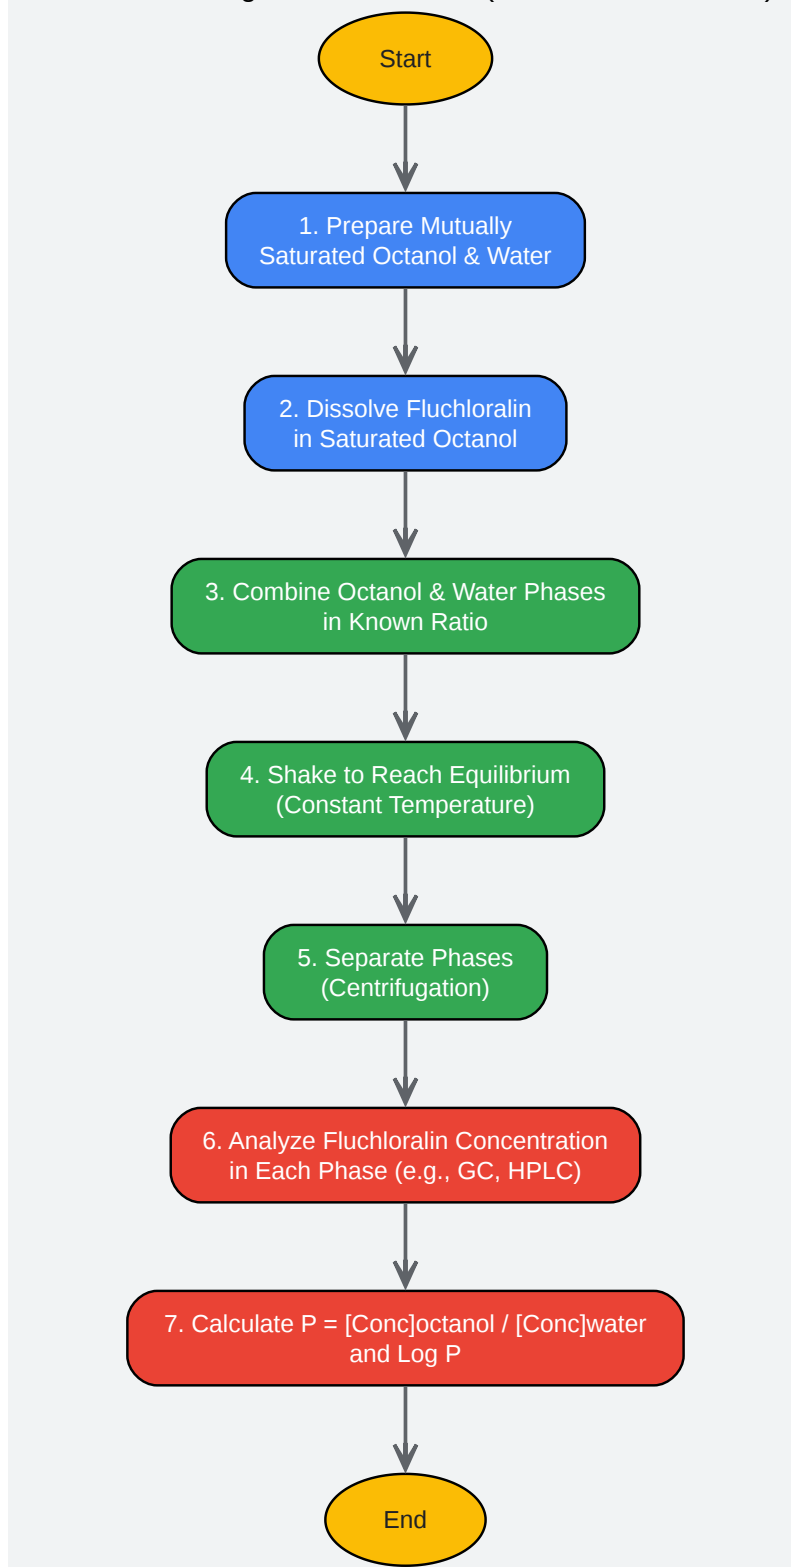 Start
1. Prepare Mutually
Saturated Octanol & Water
2. Dissolve Fluchloralin
in Saturated Octanol
3. Combine Octanol & Water Phases
in Known Ratio
4. Shake to Reach Equilibrium
(Constant Temperature)
5. Separate Phases
(Centrifugation)
6. Analyze Fluchloralin Concentration
in Each Phase (e.g., GC, HPLC)
7. Calculate P = [Conc]octanol / [Conc]water
and Log P
End